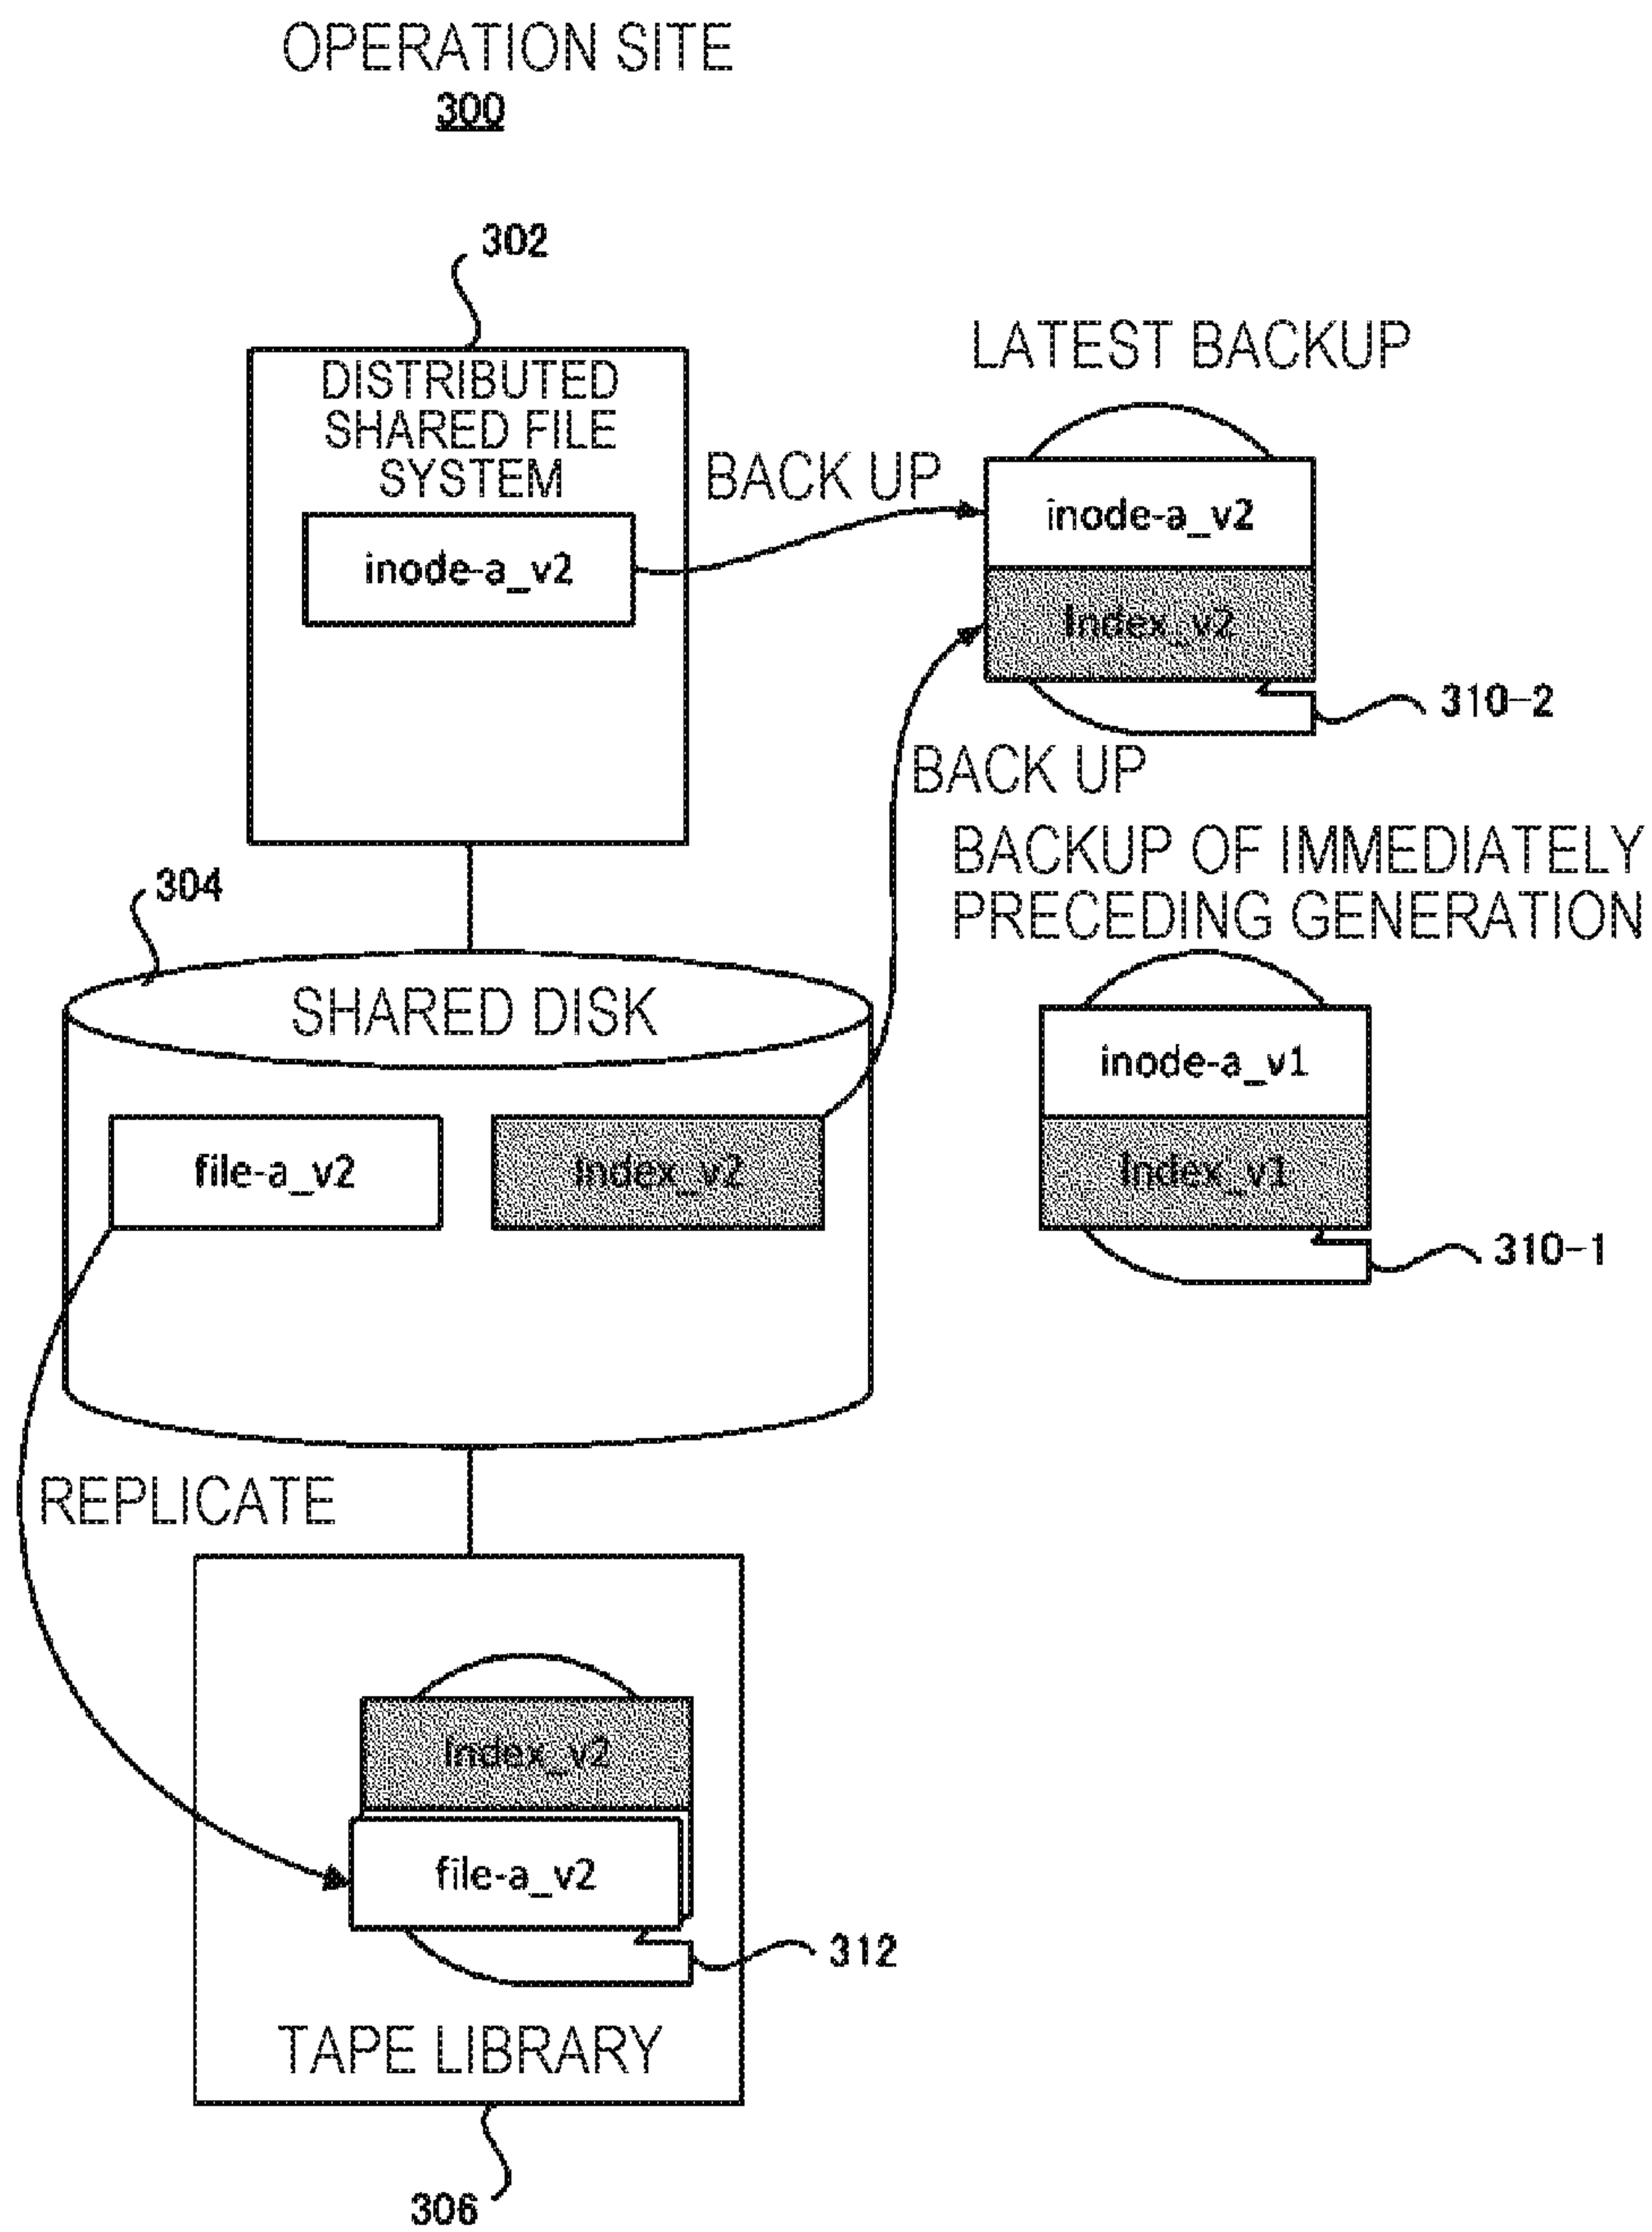 OPERATION SITE
300
302
DISTRIBUTED
SHARED FILE
SYSTEM
inode-a_v2
BACK UP
LATEST BACKUP
inode-a_v2
Index_v2
310-2
BACK UP
BACKUP OF IMMEDIATELY
PRECEDING GENERATION
inode-a_v1
Index_v1
310-1
304
SHARED DISK
file-a_v2
Index_v2
REPLICATE
Index_v2
file-a_v2
312
TAPE LIBRARY
306